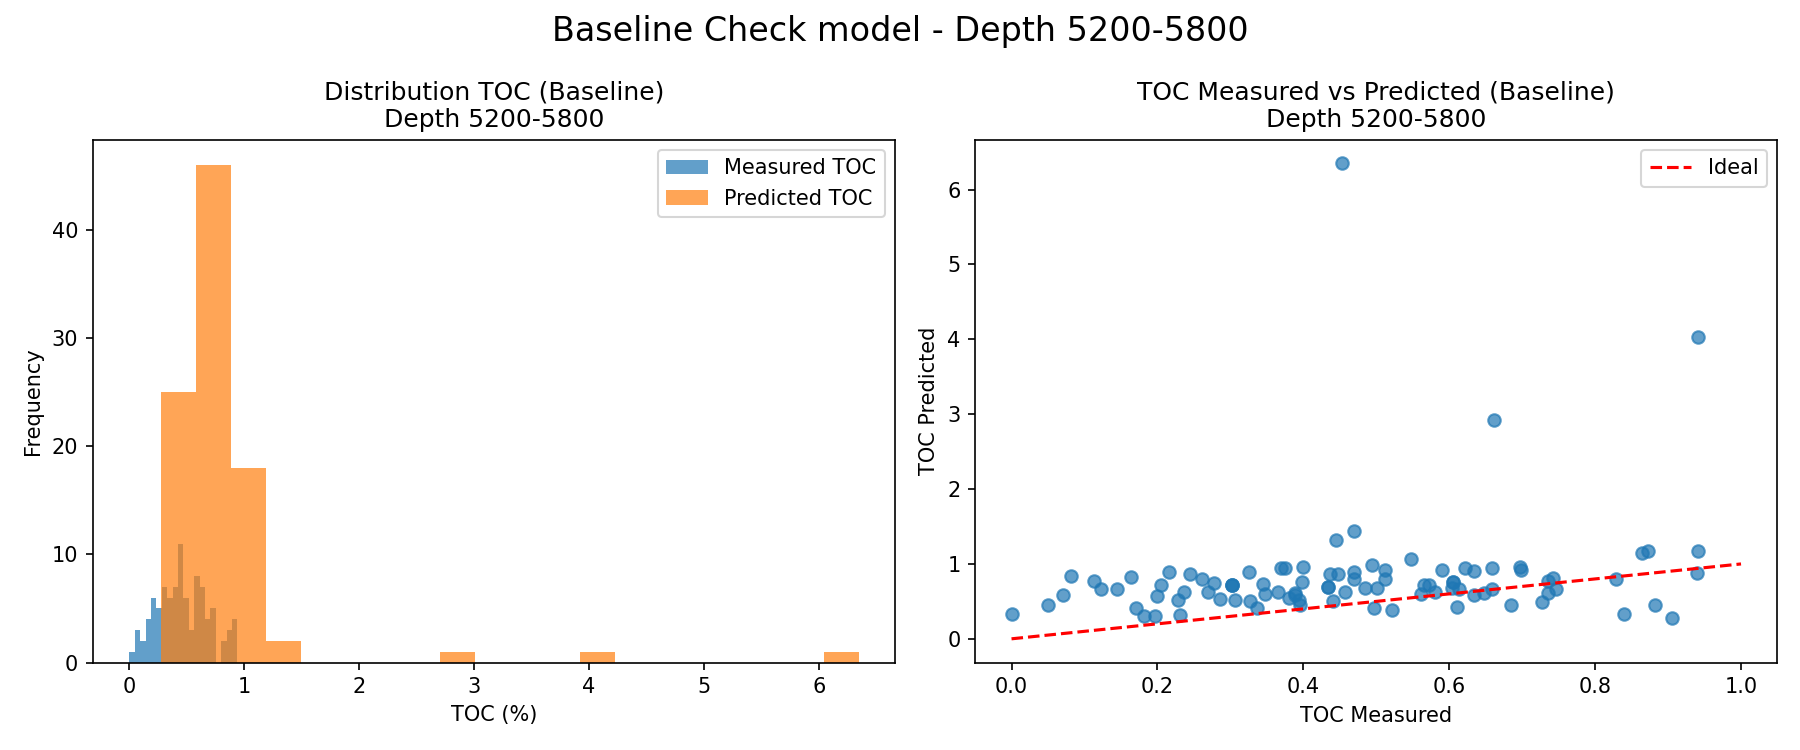 Baseline Check model - Depth 5200-5800
Distribution TOC (Baseline)
Depth 5200-5800
Measured TOC
Predicted TOC
Frequency
40
30
20
10
0
0 1 2 3 4 5 6
TOC (%)
TOC Measured vs Predicted (Baseline)
Depth 5200-5800
Ideal
TOC Predicted
6
5
4
3
2
1
0
0.0 0.2 0.4 0.6 0.8 1.0
TOC Measured